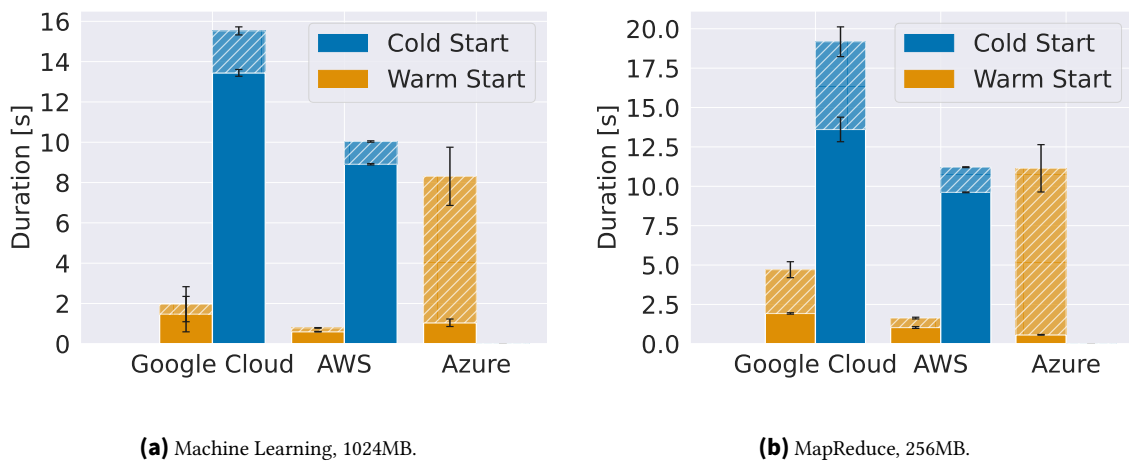 16
14
12
10
8
6
4
2
0
Duration [s]
Cold Start
Warm Start
Google Cloud AWS Azure
(a) Machine Learning, 1024MB.
20.0
17.5
15.0
12.5
10.0
7.5
5.0
2.5
0.0
Duration [s]
Cold Start
Warm Start
Google Cloud AWS Azure
(b) MapReduce, 256MB.